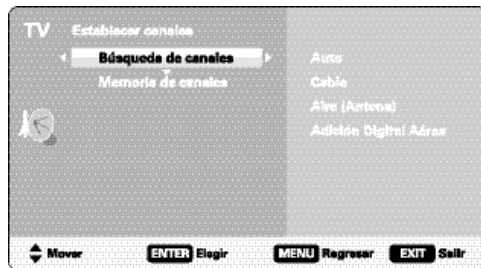 TV Establecer canales
Búsqueda de canales
Memoria de canales
Auto
Cable
Aire (Antena)
Adición Digital Aérea
Mover ENTER Elegir MENU Regresar EXIT Salir